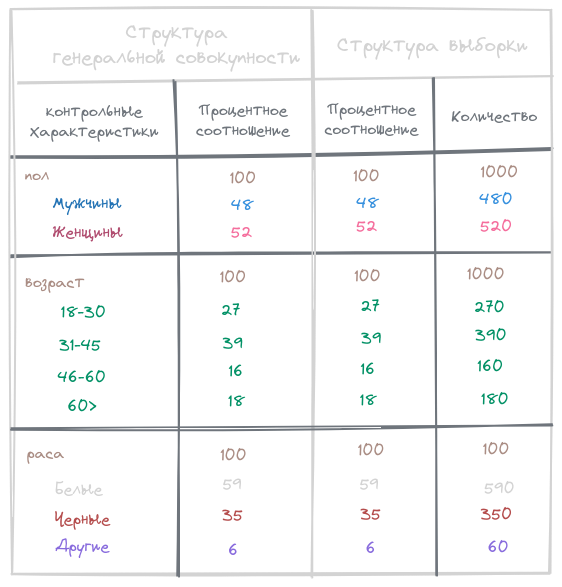 Структура генеральной совокупности Структура выборки
контрольные характеристики Процентное соотношение Процентное соотношение Количество
пол 100 100 1000
Мужчины 48 48 480
Женщины 52 52 520
возраст 100 100 1000
18-30 27 27 270
31-45 39 39 390
46-60 16 16 160
60> 18 18 180
раса 100 100 100
Белые 59 59 590
Черные 35 35 350
Другие 6 6 60